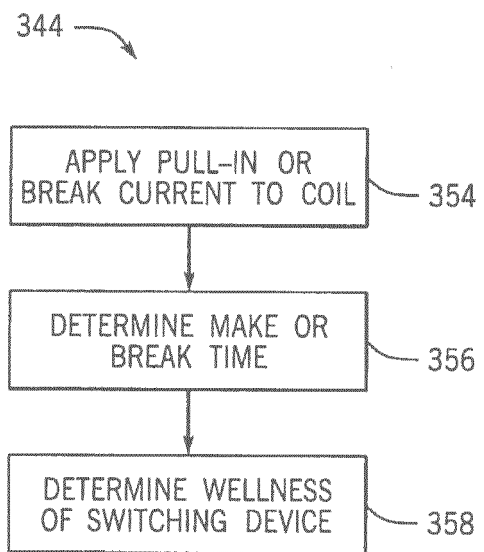 344
APPLY PULL-IN OR
BREAK CURRENT TO COIL
354
DETERMINE MAKE OR
BREAK TIME
356
DETERMINE WELLNESS
OF SWITCHING DEVICE
358